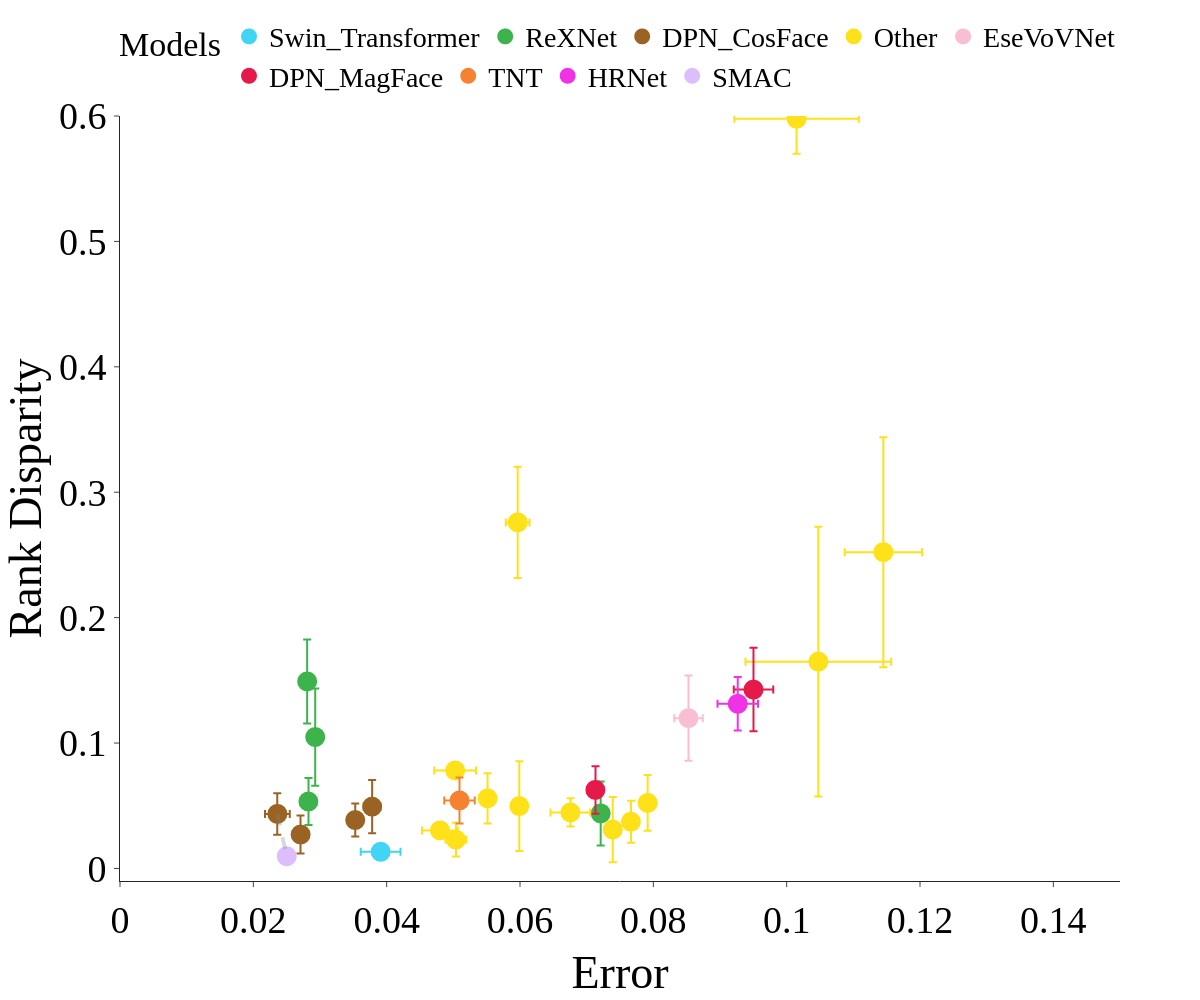 Models Swin_Transformer ReXNet DPN_CosFace Other EseVoVNet
DPN_MagFace TNT HRNet SMAC
0.6
0.5
0.4
0.3
0.2
0.1
0
Rank Disparity
0 0.02 0.04 0.06 0.08 0.1 0.12 0.14
Error